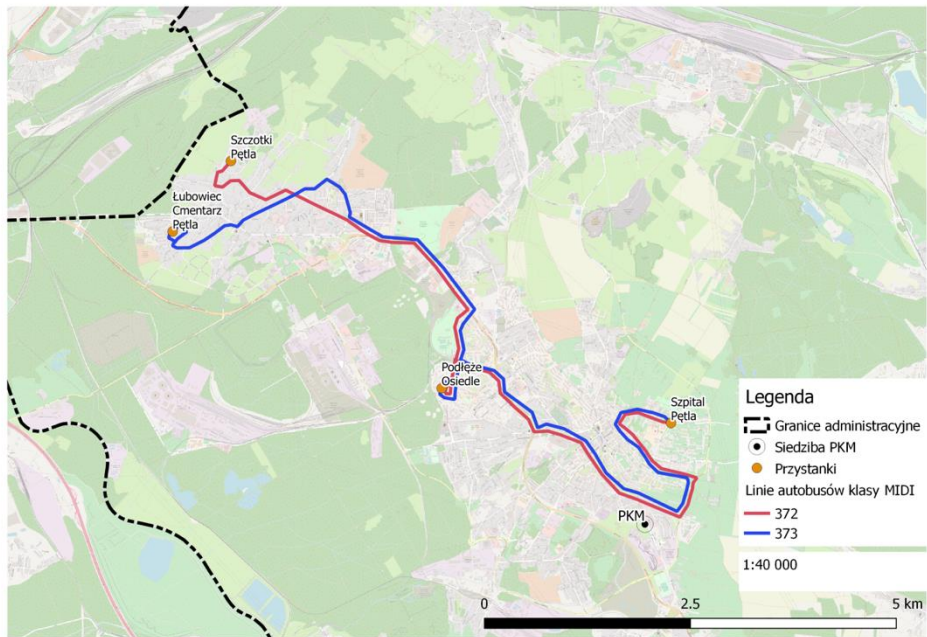 Szczotki
Pętla
Łubowiec
Cmentarz
Pętla
Podłęże
Osiedle
Szpital
Pętla
PKM
Legenda
Granice administracyjne
Siedziba PKM
Przystanki
Linie autobusów klasy MIDI
372
373
1:40 000
0
2.5
5 km